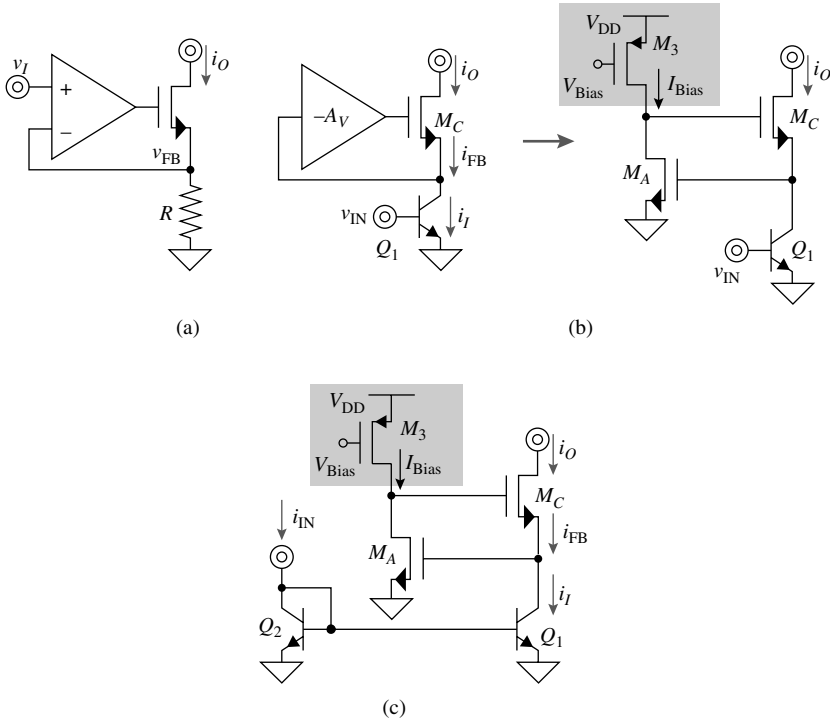 v_I
+
−
i_O
v_FB
R
(a)
−A_V
i_O
M_C
i_FB
v_IN
i_I
Q_1
V_DD
M_3
V_Bias
I_Bias
i_O
M_C
M_A
Q_1
v_IN
(b)
V_DD
M_3
V_Bias
I_Bias
i_O
M_C
i_FB
i_IN
M_A
i_I
Q_2
Q_1
(c)